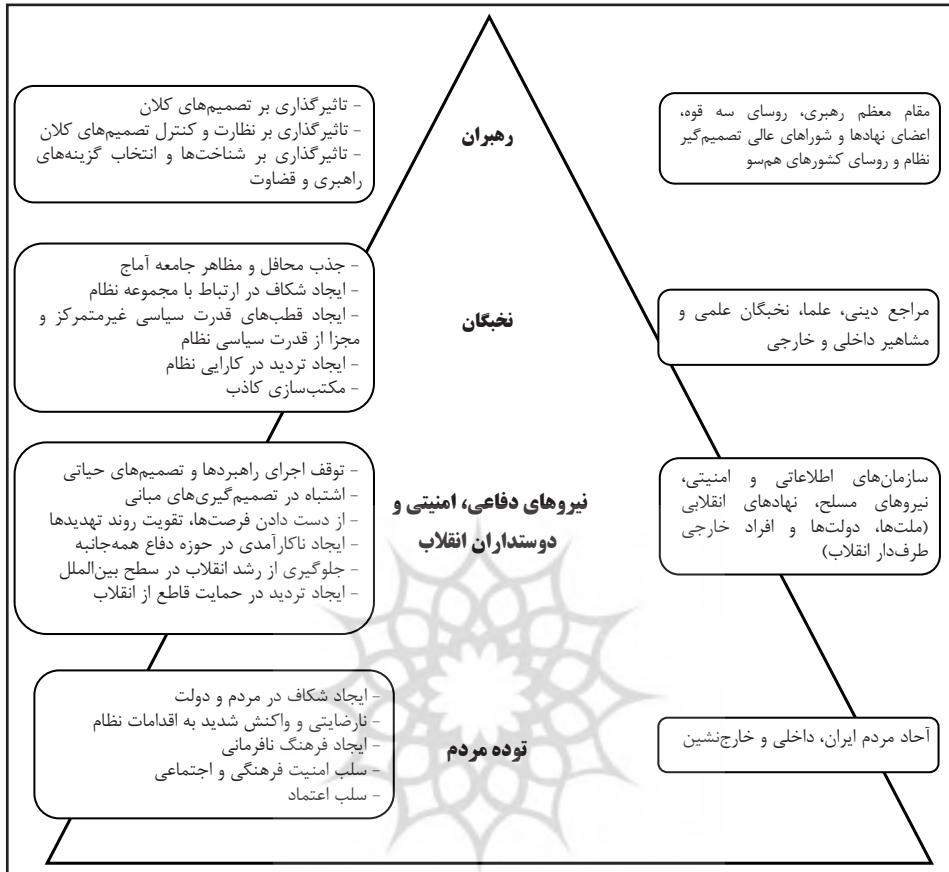 مقام معظم رهبری، روسای سه قوه،
اعضای نهادها و شوراهای عالی تصمیم‌گیر
نظام و روسای کشورهای هم‌سو
رهبران
- تاثیرگذاری بر تصمیم‌های کلان
- تاثیرگذاری بر نظارت و کنترل تصمیم‌های کلان
- تاثیرگذاری بر شناخت‌ها و انتخاب گزینه‌های
راهبری و قضاوت
مراجع دینی، علما، نخبگان علمی و
مشاهیر داخلی و خارجی
نخبگان
- جذب محافل و مظاهر جامعه آماج
- ایجاد شکاف در ارتباط با مجموعه نظام
- ایجاد قطب‌های قدرت سیاسی غیرمتمرکز و
مجزا از قدرت سیاسی نظام
- ایجاد تردید در کارایی نظام
- مکتب‌سازی کاذب
سازمان‌های اطلاعاتی و امنیتی،
نیروهای مسلح، نهادهای انقلابی
(ملت‌ها، دولت‌ها و افراد خارجی
طرف‌دار انقلاب)
نیروهای دفاعی، امنیتی و
دوستداران انقلاب
- توقف اجرای راهبردها و تصمیم‌های حیاتی
- اشتباه در تصمیم‌گیری‌های مبانی
- از دست دادن فرصت‌ها، تقویت روند تهدیدها
- ایجاد ناکارآمدی در حوزه دفاع همه‌جانبه
- جلوگیری از رشد انقلاب در سطح بین‌الملل
- ایجاد تردید در حمایت قاطع از انقلاب
آحاد مردم ایران، داخلی و خارج‌نشین
توده مردم
- ایجاد شکاف در مردم و دولت
- نارضایتی و واکنش شدید به اقدامات نظام
- ایجاد فرهنگ نافرمانی
- سلب امنیت فرهنگی و اجتماعی
- سلب اعتماد